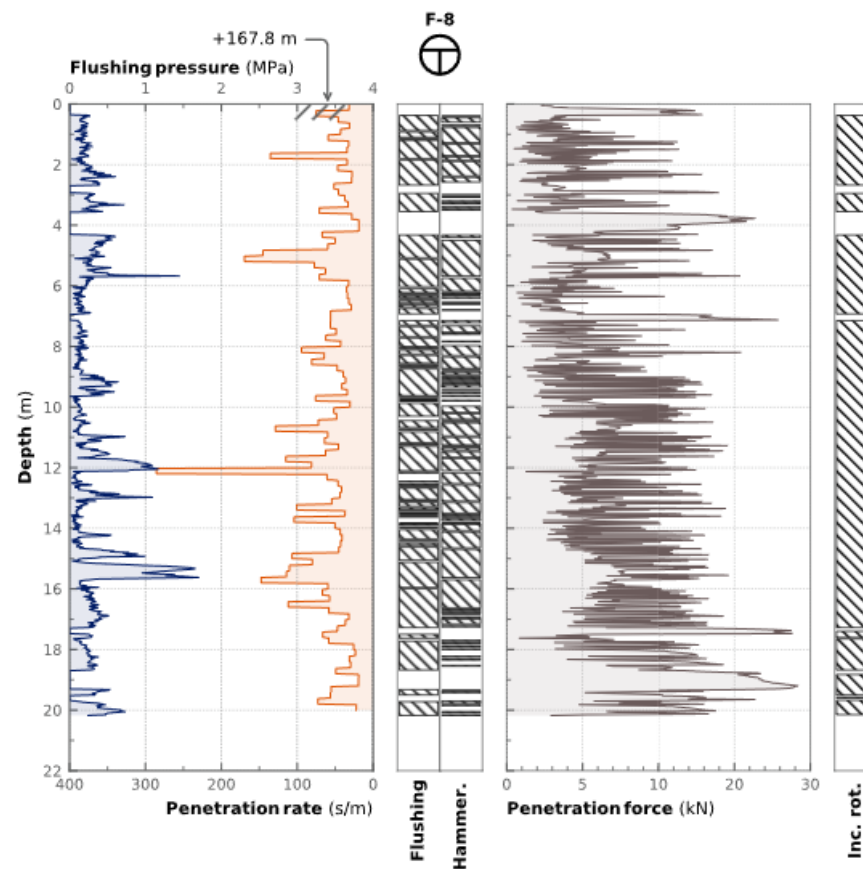 F-8
+167.8 m
Flushing pressure (MPa)
0 1 2 3 4
0
2
4
6
8
10
12
14
16
18
20
22
Depth (m)
400 300 200 100 0
Penetration rate (s/m)
Flushing
Hammer.
0 5 10 20 30
Penetration force (kN)
Inc. rot.